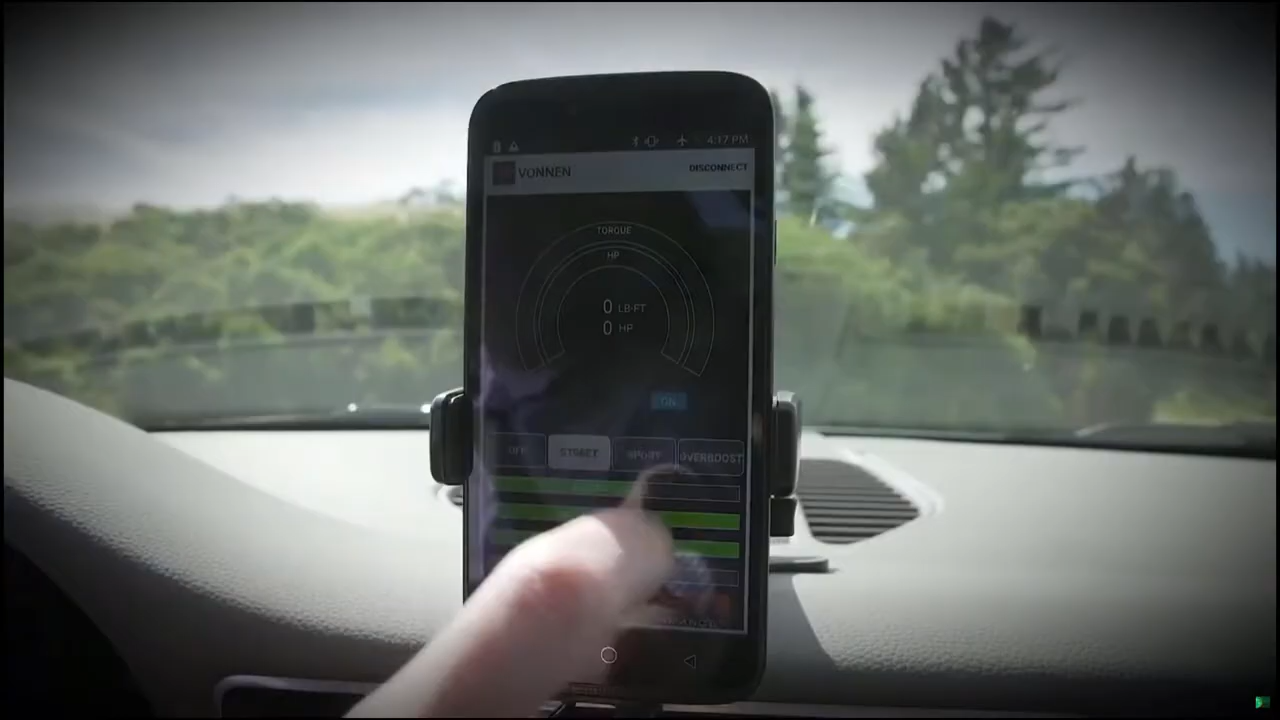 4:17 PM
VONNEN DISCONNECT
TORQUE
HP
0 LB-FT
0 HP
ON
OFF STREET SPORT OVERBOOST